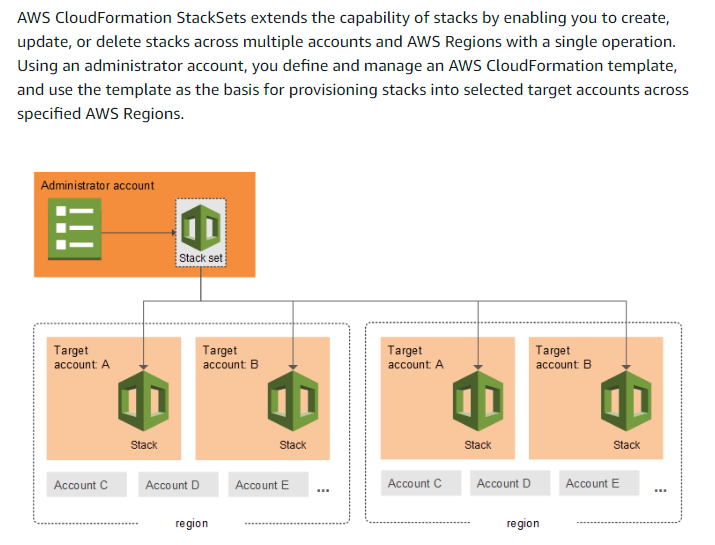 AWS CloudFormation StackSets extends the capability of stacks by enabling you to create,
update, or delete stacks across multiple accounts and AWS Regions with a single operation.
Using an administrator account, you define and manage an AWS CloudFormation template,
and use the template as the basis for provisioning stacks into selected target accounts across
specified AWS Regions.
Administrator account
Stack set
Target
account: A
Stack
Target
account: B
Stack
Account C
Account D
Account E
...
region
Target
account: A
Stack
Target
account: B
Stack
Account C
Account D
Account E
...
region